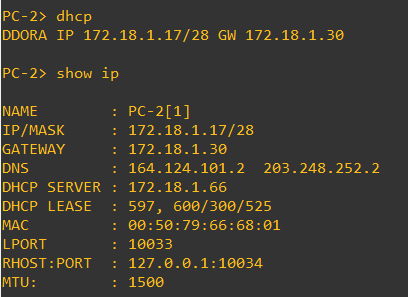 PC-2> dhcp
DDORA IP 172.18.1.17/28 GW 172.18.1.30
PC-2> show ip
NAME : PC-2[1]
IP/MASK : 172.18.1.17/28
GATEWAY : 172.18.1.30
DNS : 164.124.101.2 203.248.252.2
DHCP SERVER : 172.18.1.66
DHCP LEASE : 597, 600/300/525
MAC : 00:50:79:66:68:01
LPORT : 10033
RHOST:PORT : 127.0.0.1:10034
MTU: : 1500